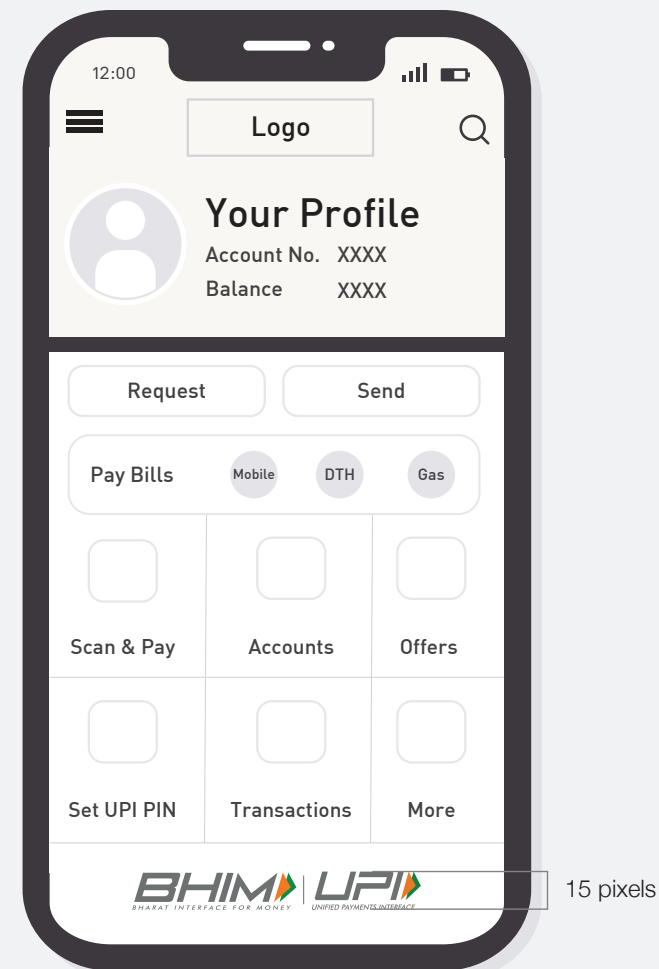 12:00
Logo
Your Profile
Account No. XXXX
Balance XXXX
Request Send
Pay Bills Mobile DTH Gas
Scan & Pay Accounts Offers
Set UPI PIN Transactions More
BHIM UPI
BHARAT INTERFACE FOR MONEY UNIFIED PAYMENTS INTERFACE
15 pixels